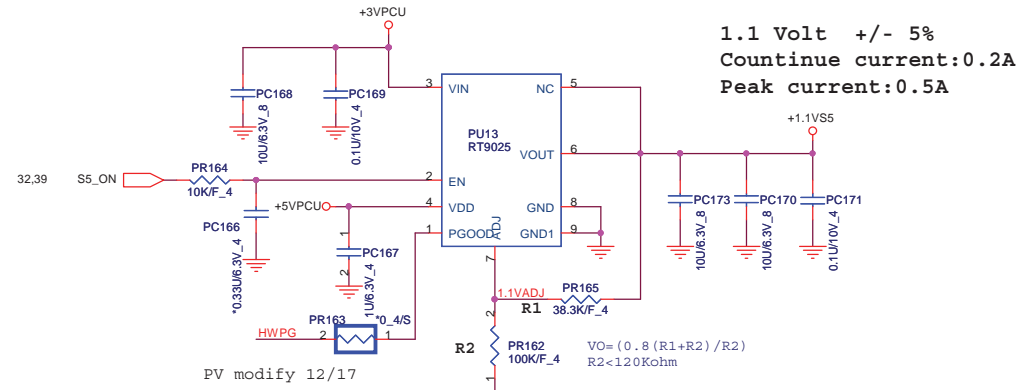 +3VPCU
1.1 Volt +/- 5%
Countinue current:0.2A
Peak current:0.5A
PC168
10U/6.3V_8
PC169
0.1U/10V_4
3 VIN
NC 5
PU13
RT9025
VOUT 6
+1.1VS5
32,39 S5_ON
PR164
10K/F_4
2 EN
+5VPCU
4 VDD
GND 8
1 PGOOD
GND1 9
ADJ
7
PC166
*0.33U/6.3V_4
1
PC167
2
1U/6.3V_4
PC173
10U/6.3V_8
PC170
10U/6.3V_8
PC171
0.1U/10V_4
1.1VADJ
PR165
R1 38.3K/F_4
HWPG
PR163
*0_4/S
2 1
2
R2
PR162
100K/F_4
1
VO=(0.8(R1+R2)/R2)
R2<120Kohm
PV modify 12/17